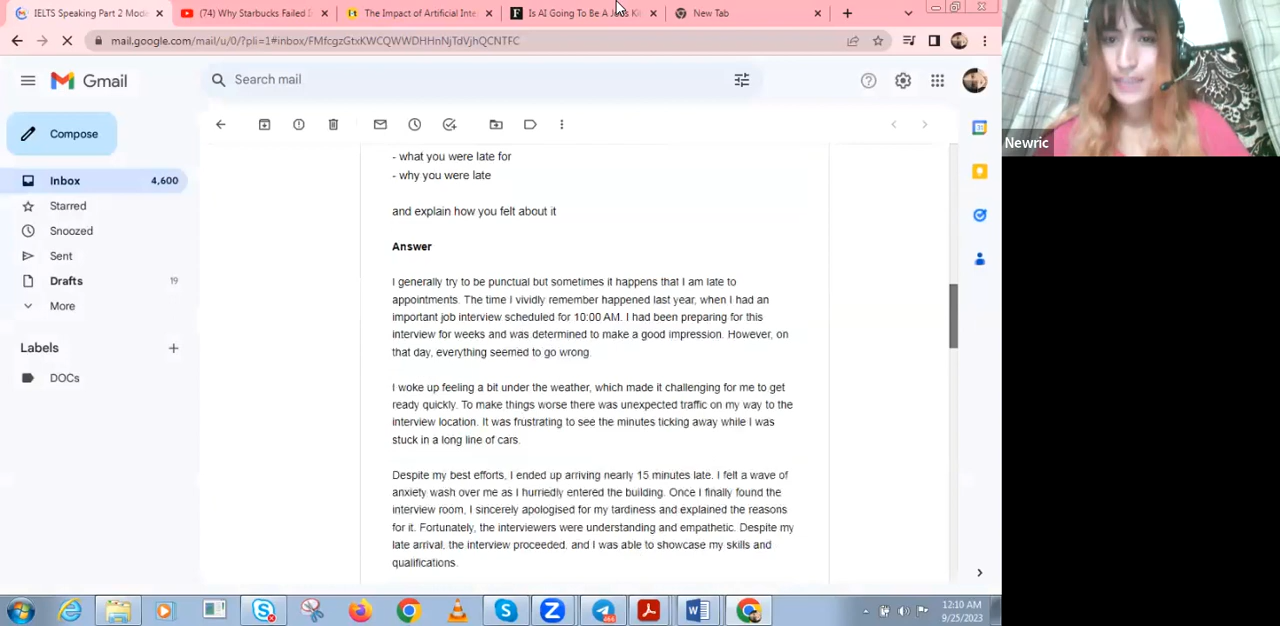 IELTS Speaking Part 2 Mode
(74) Why Starbucks Failed I
The Impact of Artificial Inte
Is AI Going To Be A Jobs Ki
New Tab
mail.google.com/mail/u/0/?pli=1#inbox/FMfcgzGtxKWCQWWDHHnNjTdVjhQCNTFC
Gmail
Search mail
Compose
Inbox 4,600
Starred
Snoozed
Sent
Drafts 19
More
Labels
DOCs
- what you were late for
- why you were late
and explain how you felt about it
Answer
I generally try to be punctual but sometimes it happens that I am late to
appointments. The time I vividly remember happened last year, when I had an
important job interview scheduled for 10:00 AM. I had been preparing for this
interview for weeks and was determined to make a good impression. However, on
that day, everything seemed to go wrong.
I woke up feeling a bit under the weather, which made it challenging for me to get
ready quickly. To make things worse there was unexpected traffic on my way to the
interview location. It was frustrating to see the minutes ticking away while I was
stuck in a long line of cars.
Despite my best efforts, I ended up arriving nearly 15 minutes late. I felt a wave of
anxiety wash over me as I hurriedly entered the building. Once I finally found the
interview room, I sincerely apologised for my tardiness and explained the reasons
for it. Fortunately, the interviewers were understanding and empathetic. Despite my
late arrival, the interview proceeded, and I was able to showcase my skills and
qualifications.
Newric
12:10 AM
9/25/2023